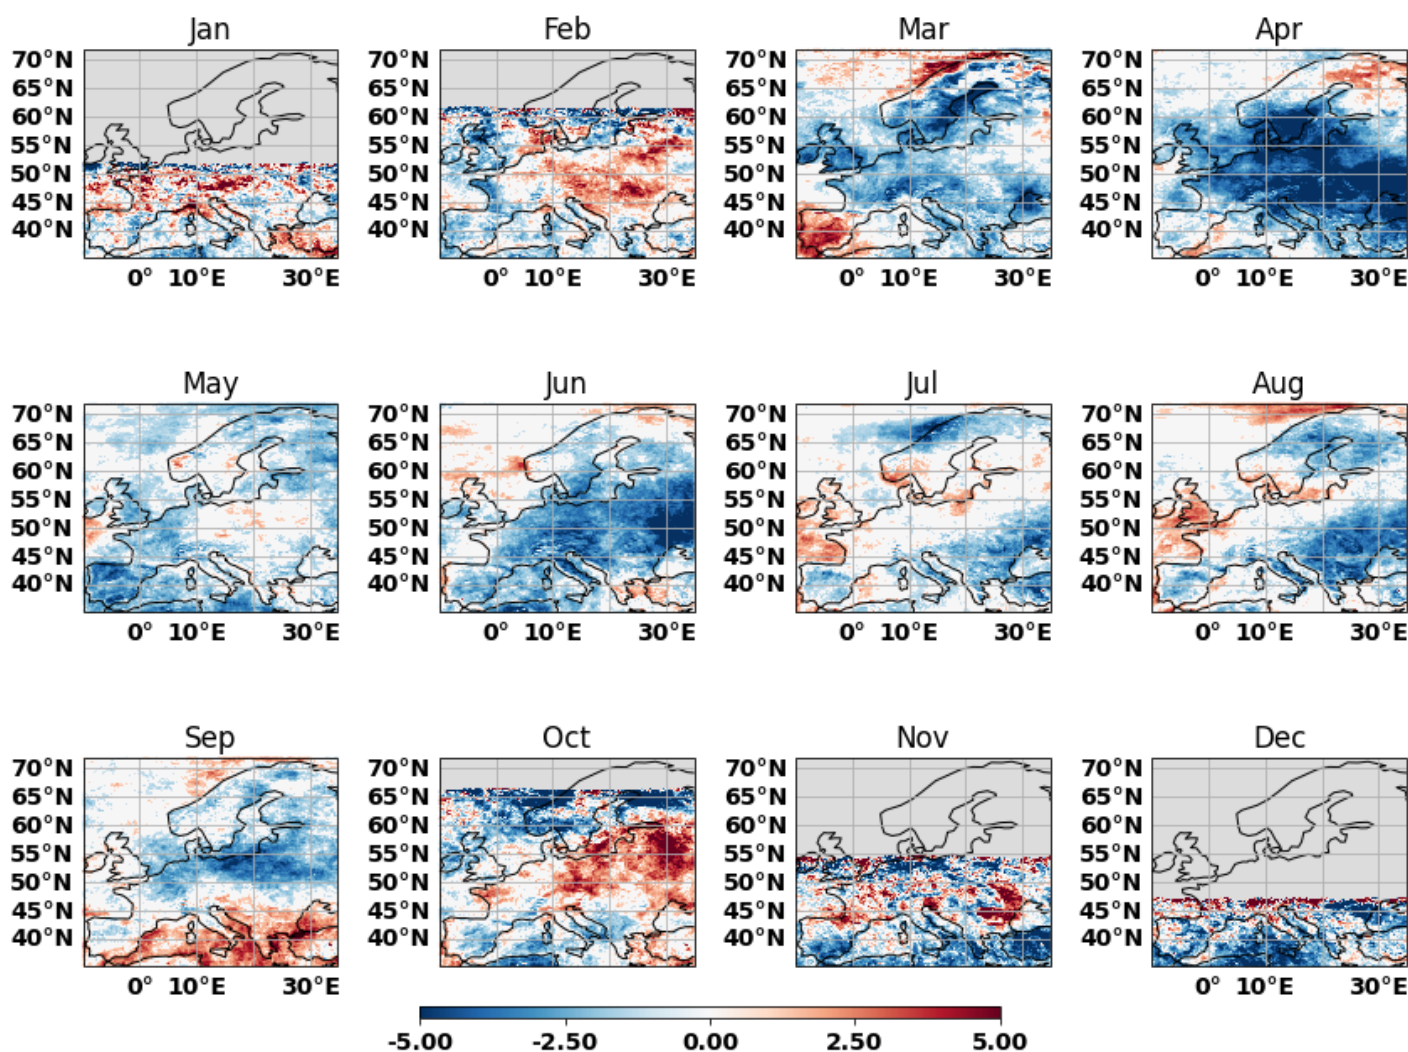 Jan Feb Mar Apr
70°N 70°N 70°N 70°N
65°N 65°N 65°N 65°N
60°N 60°N 60°N 60°N
55°N 55°N 55°N 55°N
50°N 50°N 50°N 50°N
45°N 45°N 45°N 45°N
40°N 40°N 40°N 40°N
0° 10°E 30°E 0° 10°E 30°E 0° 10°E 30°E 0° 10°E 30°E
May Jun Jul Aug
70°N 70°N 70°N 70°N
65°N 65°N 65°N 65°N
60°N 60°N 60°N 60°N
55°N 55°N 55°N 55°N
50°N 50°N 50°N 50°N
45°N 45°N 45°N 45°N
40°N 40°N 40°N 40°N
0° 10°E 30°E 0° 10°E 30°E 0° 10°E 30°E 0° 10°E 30°E
Sep Oct Nov Dec
70°N 70°N 70°N 70°N
65°N 65°N 65°N 65°N
60°N 60°N 60°N 60°N
55°N 55°N 55°N 55°N
50°N 50°N 50°N 50°N
45°N 45°N 45°N 45°N
40°N 40°N 40°N 40°N
0° 10°E 30°E 0° 10°E 30°E 0° 10°E 30°E 0° 10°E 30°E
-5.00 -2.50 0.00 2.50 5.00